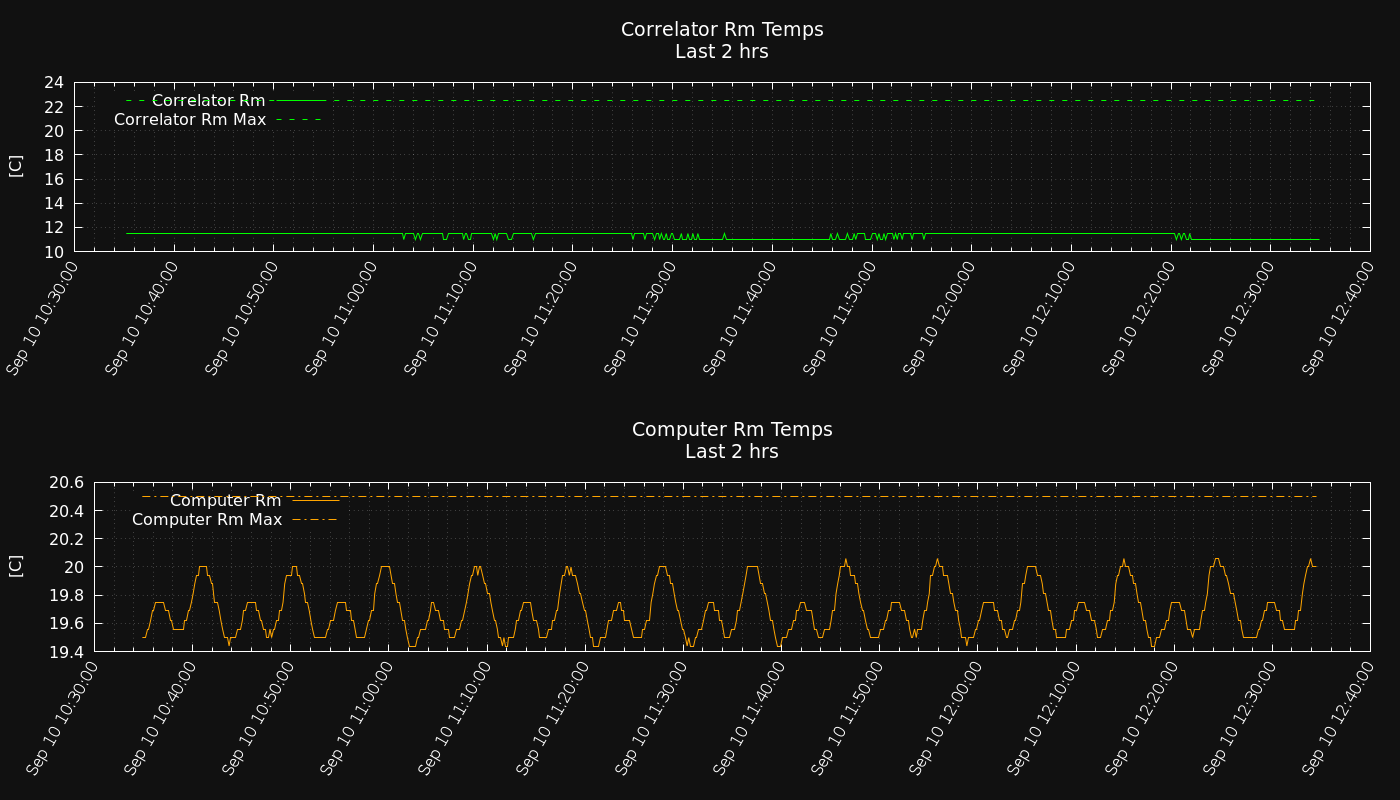 Correlator Rm Temps
Last 2 hrs
24
22
20
18
16
14
12
10
[C]
Correlator Rm
Correlator Rm Max
Sep 10 10:30:00
Sep 10 10:40:00
Sep 10 10:50:00
Sep 10 11:00:00
Sep 10 11:10:00
Sep 10 11:20:00
Sep 10 11:30:00
Sep 10 11:40:00
Sep 10 11:50:00
Sep 10 12:00:00
Sep 10 12:10:00
Sep 10 12:20:00
Sep 10 12:30:00
Sep 10 12:40:00
Computer Rm Temps
Last 2 hrs
20.6
20.4
20.2
20
19.8
19.6
19.4
[C]
Computer Rm
Computer Rm Max
Sep 10 10:30:00
Sep 10 10:40:00
Sep 10 10:50:00
Sep 10 11:00:00
Sep 10 11:10:00
Sep 10 11:20:00
Sep 10 11:30:00
Sep 10 11:40:00
Sep 10 11:50:00
Sep 10 12:00:00
Sep 10 12:10:00
Sep 10 12:20:00
Sep 10 12:30:00
Sep 10 12:40:00